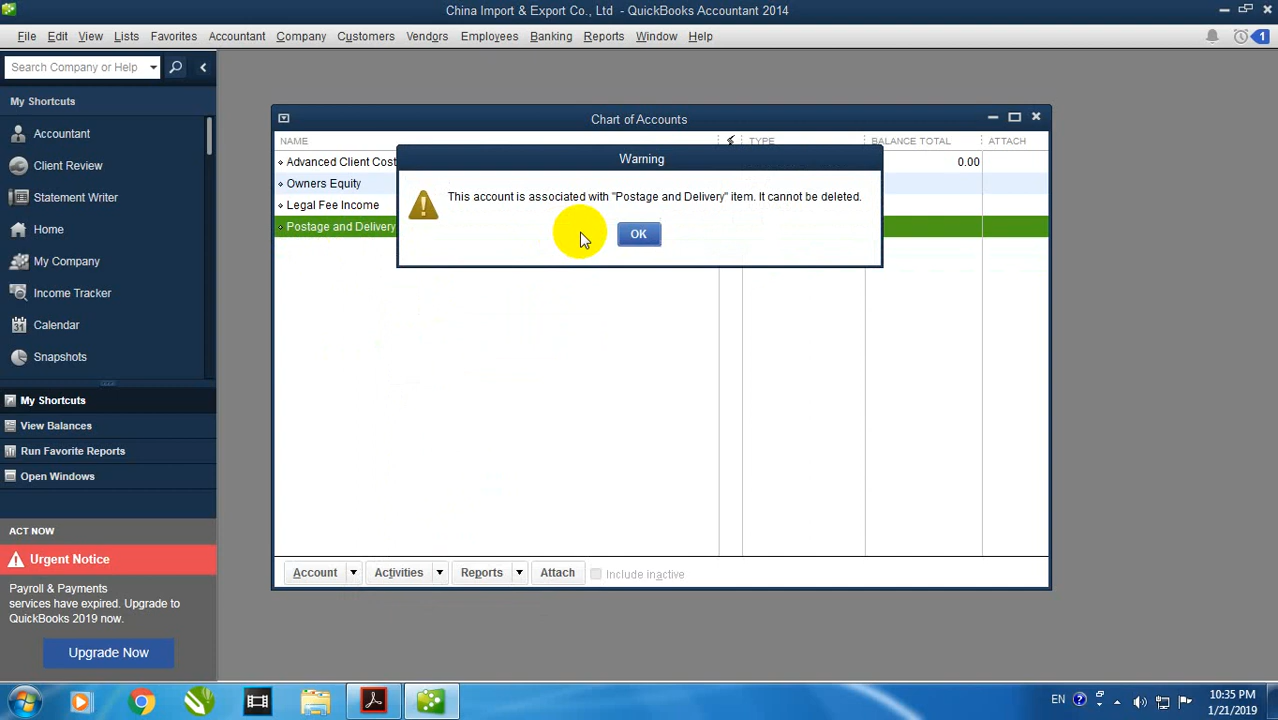 China Import & Export Co., Ltd - QuickBooks Accountant 2014
File Edit View Lists Favorites Accountant Company Customers Vendors Employees Banking Reports Window Help
1
Search Company or Help
My Shortcuts
Accountant
Client Review
Statement Writer
Home
My Company
Income Tracker
31
Calendar
Snapshots
My Shortcuts
View Balances
Run Favorite Reports
Open Windows
ACT NOW
Urgent Notice
Payroll & Payments
services have expired. Upgrade to
QuickBooks 2019 now.
Upgrade Now
Chart of Accounts
NAME TYPE BALANCE TOTAL ATTACH
Advanced Client Cost 0.00
Owners Equity
Legal Fee Income
Postage and Delivery
Warning
This account is associated with "Postage and Delivery" item. It cannot be deleted.
OK
Account Activities Reports Attach Include inactive
EN
10:35 PM
1/21/2019